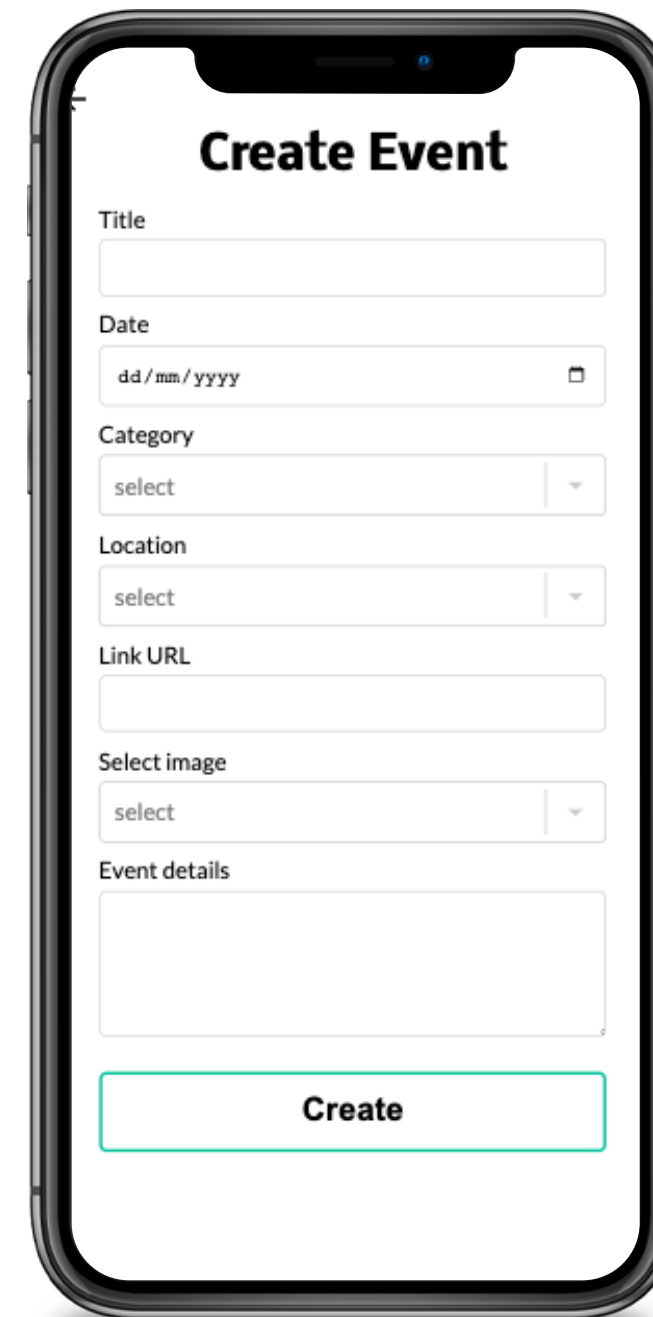 Create Event
Title
Date
dd/mm/yyyy
Category
select
Location
select
Link URL
Select image
select
Event details
Create